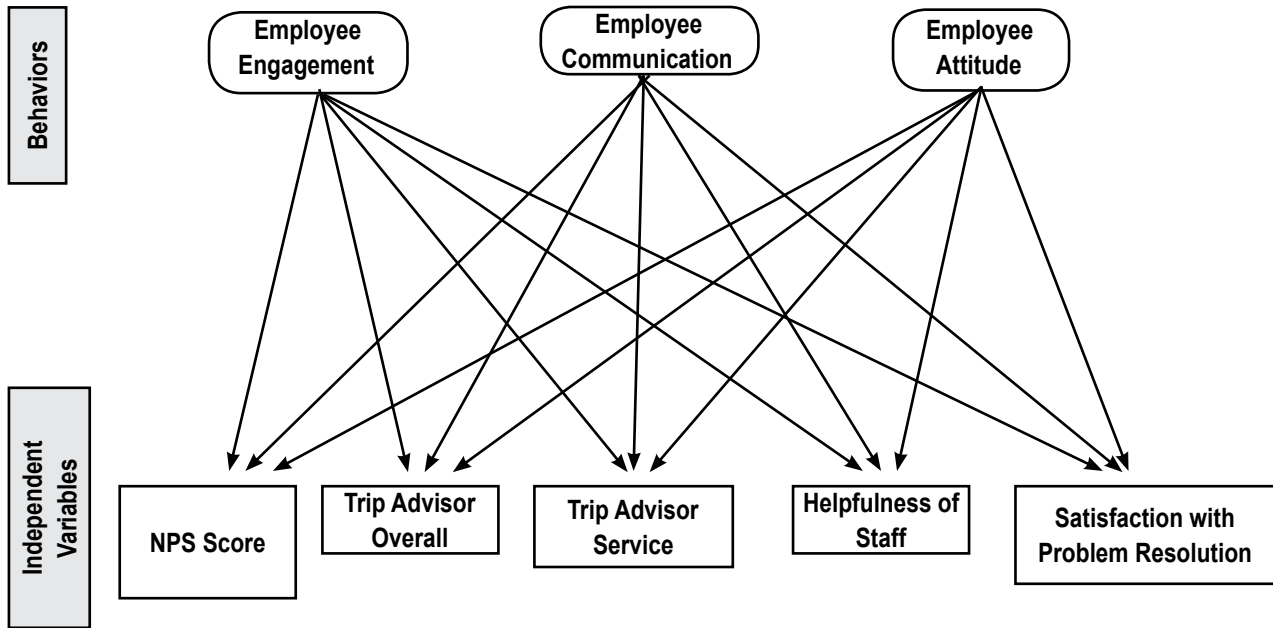 Behaviors
Employee
Engagement
Employee
Communication
Employee
Attitude
Independent
Variables
NPS Score
Trip Advisor
Overall
Trip Advisor
Service
Helpfulness of
Staff
Satisfaction with
Problem Resolution